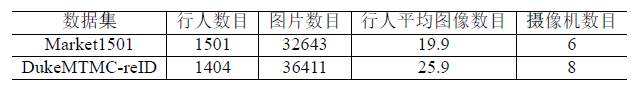 数据集 行人数目 图片数目 行人平均图像数目 摄像机数目
Market1501 1501 32643 19.9 6
DukeMTMC-reID 1404 36411 25.9 8